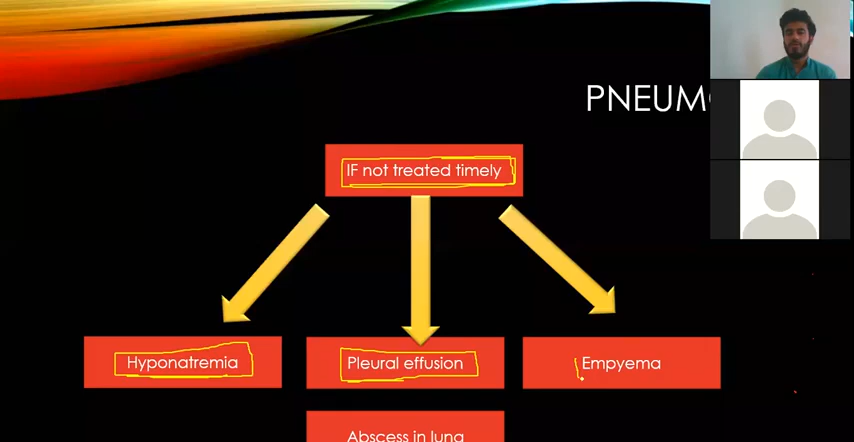 PNEUM
IF not treated timely
Hyponatremia
Pleural effusion
Empyema
Abscess in lung